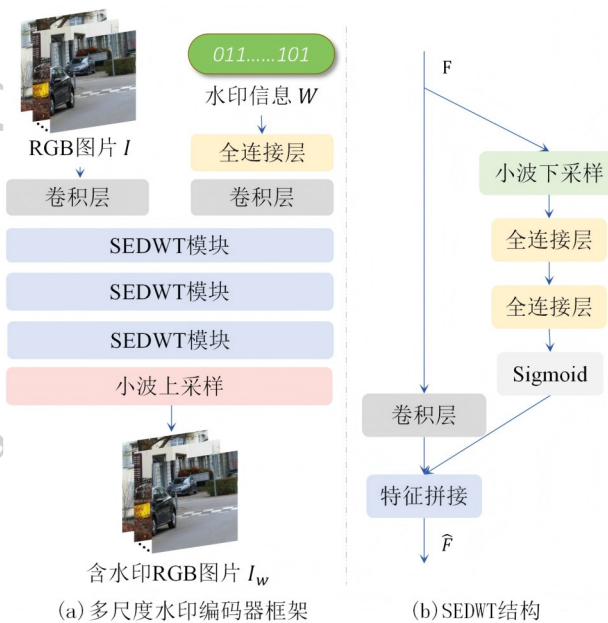 011......101
水印信息 W
RGB图片 I
全连接层
卷积层
卷积层
SEDWT模块
SEDWT模块
SEDWT模块
小波上采样
含水印RGB图片 I_w
(a)多尺度水印编码器框架
F
小波下采样
全连接层
全连接层
Sigmoid
卷积层
特征拼接
F̂
(b)SEDWT结构